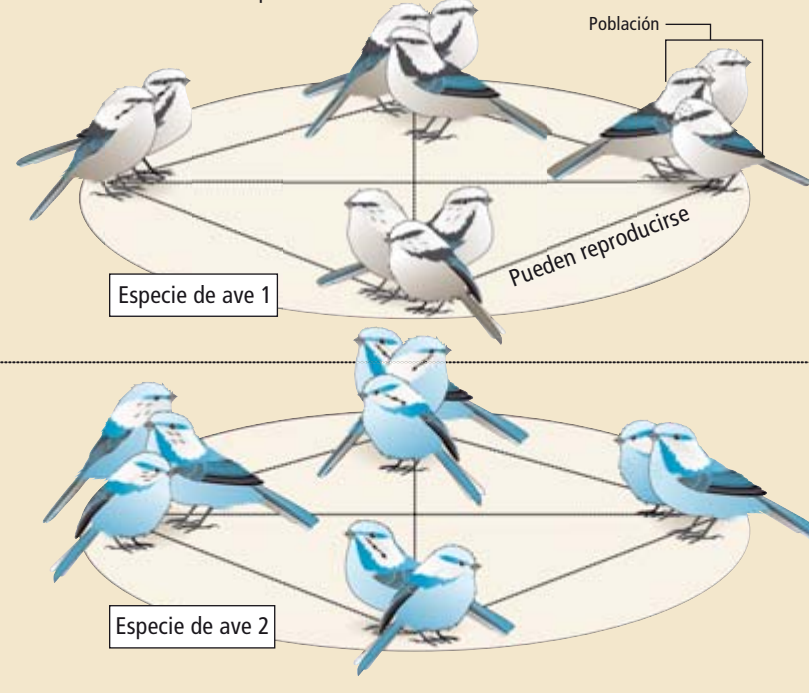 Población
Pueden reproducirse
Especie de ave 1
Especie de ave 2